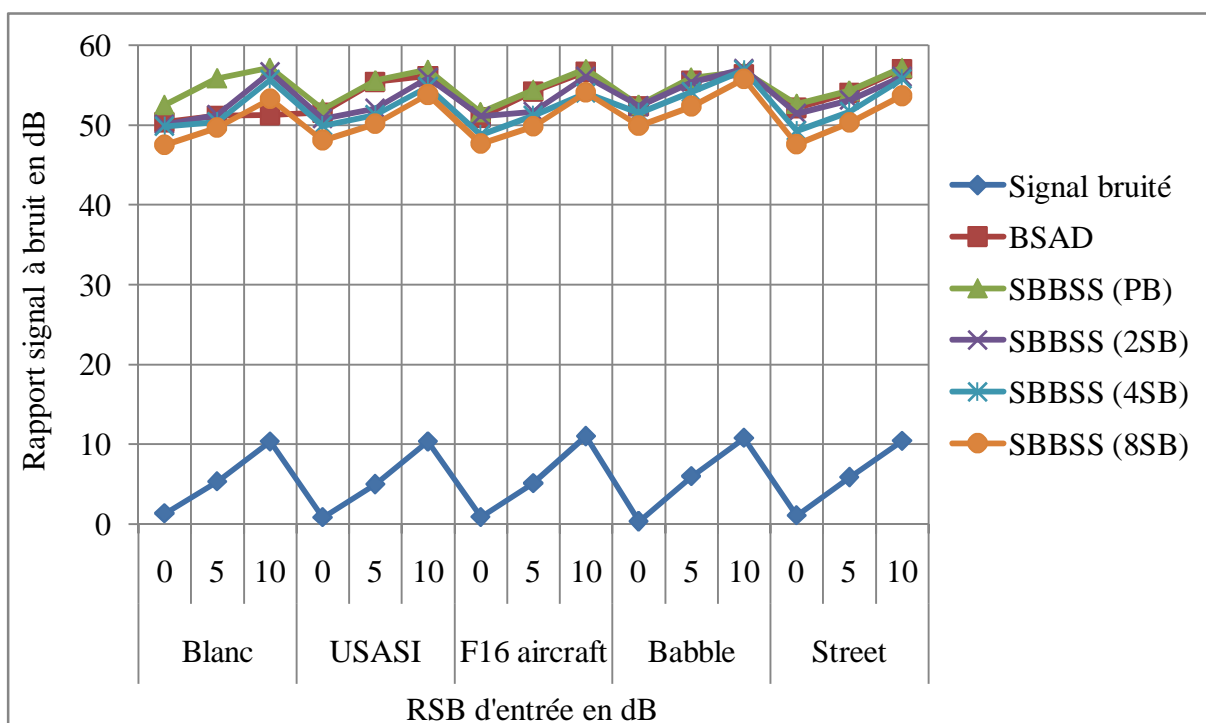 60
50
40
30
20
10
0
Rapport signal à bruit en dB
0 5 10 0 5 10 0 5 10 0 5 10 0 5 10
Blanc USASI F16 aircraft Babble Street
RSB d'entrée en dB
Signal bruité
BSAD
SBBSS (PB)
SBBSS (2SB)
SBBSS (4SB)
SBBSS (8SB)